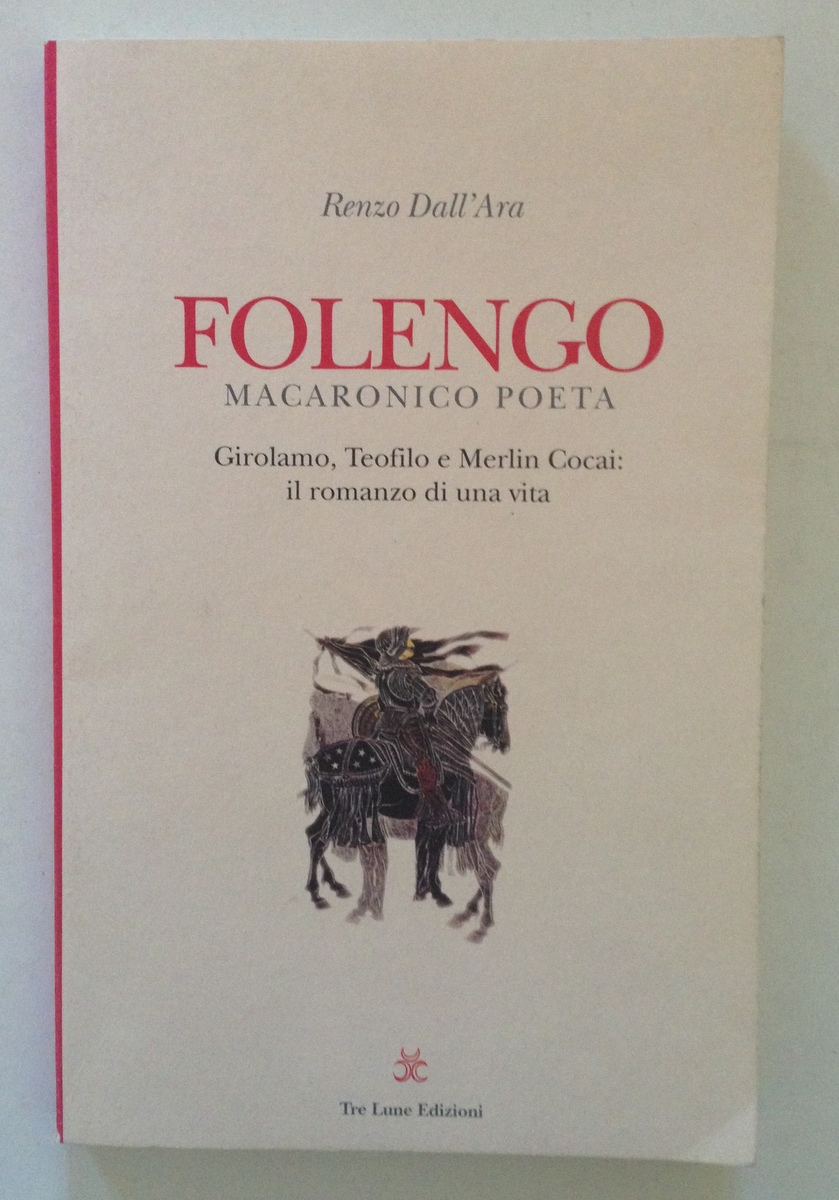 Renzo Dall'Ara
FOLENGO
MACARONICO POETA
Girolamo, Teofilo e Merlin Cocai:
il romanzo di una vita
Tre Lune Edizioni